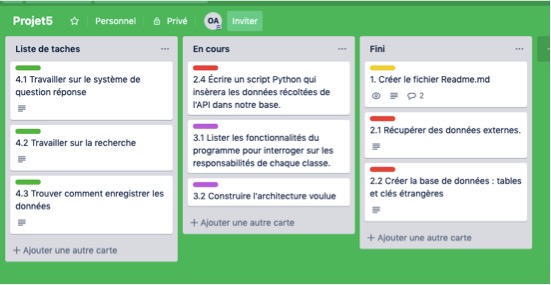 Projet5
Personnel
Privé
OA
Inviter
Liste de taches
4.1 Travailler sur le système de
question réponse
4.2 Travailler sur la recherche
4.3 Trouver comment enregistrer les
données
+ Ajouter une autre carte
En cours
2.4 Écrire un script Python qui
insèrera les données récoltées de
l'API dans notre base.
3.1 Lister les fonctionnalités du
programme pour interroger sur les
responsabilités de chaque classe.
3.2 Construire l'architecture voulue
+ Ajouter une autre carte
Fini
1. Créer le fichier Readme.md
2
2.1 Récupérer des données externes.
2.2 Créer la base de données : tables
et clés étrangères
+ Ajouter une autre carte